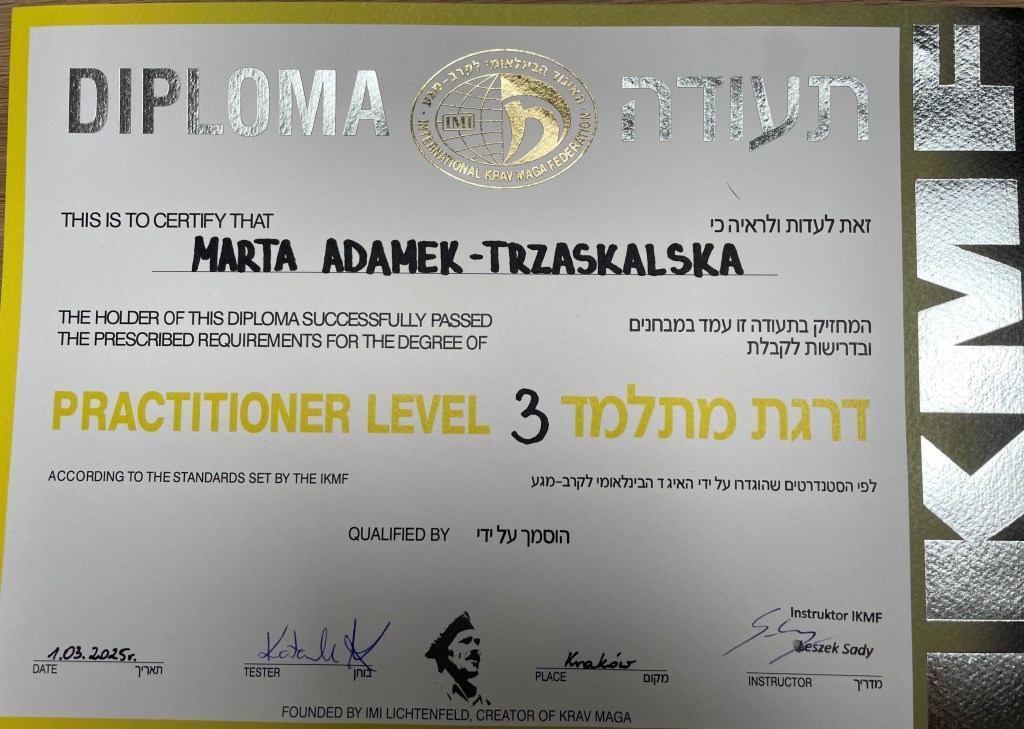 DIPLOMA תעודה
האיגוד הבינלאומי לקרב-מגע
IMI
INTERNATIONAL KRAV MAGA FEDERATION
THIS IS TO CERTIFY THAT זאת לעדות ולראיה כי
MARTA ADAMEK-TRZASKALSKA
THE HOLDER OF THIS DIPLOMA SUCCESSFULLY PASSED המחזיק בתעודה זו עמד במבחנים
THE PRESCRIBED REQUIREMENTS FOR THE DEGREE OF ובדרישות לקבלת
PRACTITIONER LEVEL 3 דרגת מתלמד
ACCORDING TO THE STANDARDS SET BY THE IKMF לפי הסטנדרטים שהוגדרו על ידי האיג ד הבינלאומי לקרב-מגע
QUALIFIED BY הוסמך על ידי
Instruktor IKMF
Leszek Sady
1.03.2025r. Kraków
DATE תאריך TESTER בוחן PLACE מקום INSTRUCTOR מדריך
FOUNDED BY IMI LICHTENFELD, CREATOR OF KRAV MAGA
IKMF